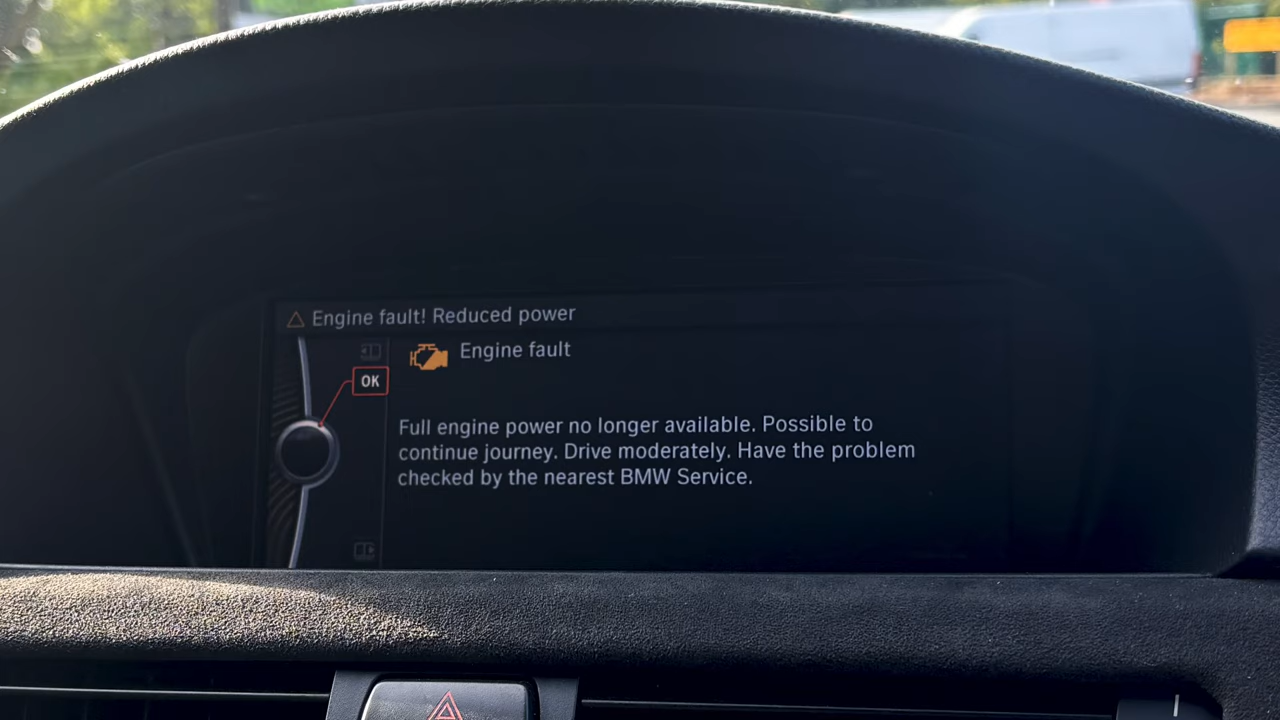 Engine fault! Reduced power
Engine fault
OK
Full engine power no longer available. Possible to
continue journey. Drive moderately. Have the problem
checked by the nearest BMW Service.